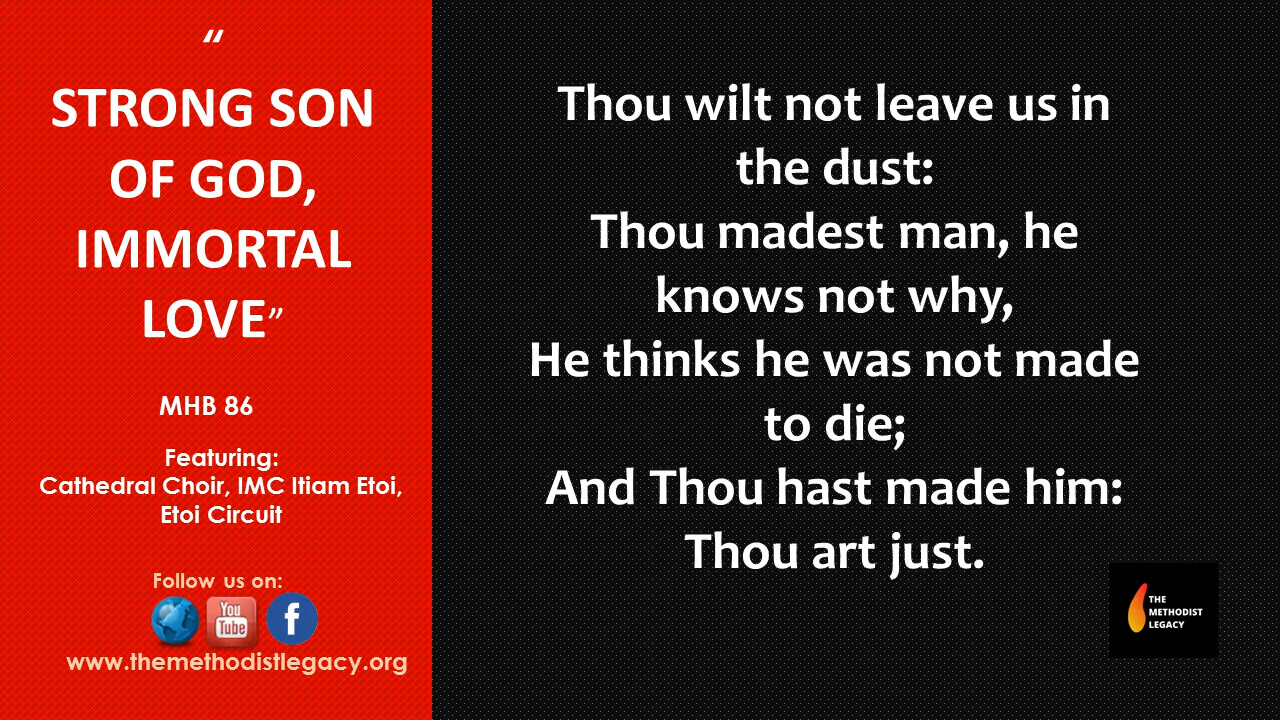 “
STRONG SON
OF GOD,
IMMORTAL
LOVE”
MHB 86
Featuring:
Cathedral Choir, IMC Itiam Etoi,
Etoi Circuit
Follow us on:
You
Tube
f
www.themethodistlegacy.org
Thou wilt not leave us in
the dust:
Thou madest man, he
knows not why,
He thinks he was not made
to die;
And Thou hast made him:
Thou art just.
THE
METHODIST
LEGACY